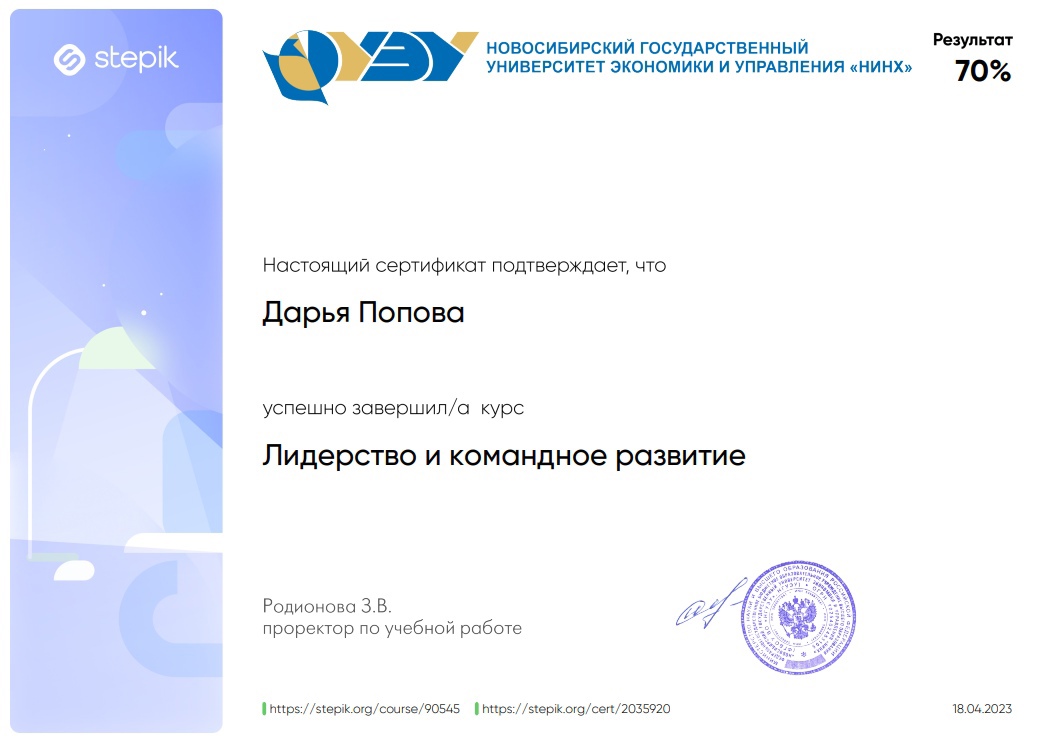 stepik
НОВОСИБИРСКИЙ ГОСУДАРСТВЕННЫЙ
УНИВЕРСИТЕТ ЭКОНОМИКИ И УПРАВЛЕНИЯ «НИНХ»
Результат
70%
Настоящий сертификат подтверждает, что
Дарья Попова
успешно завершил/а курс
Лидерство и командное развитие
Родионова З.В.
проректор по учебной работе
https://stepik.org/course/90545
https://stepik.org/cert/2035920
18.04.2023